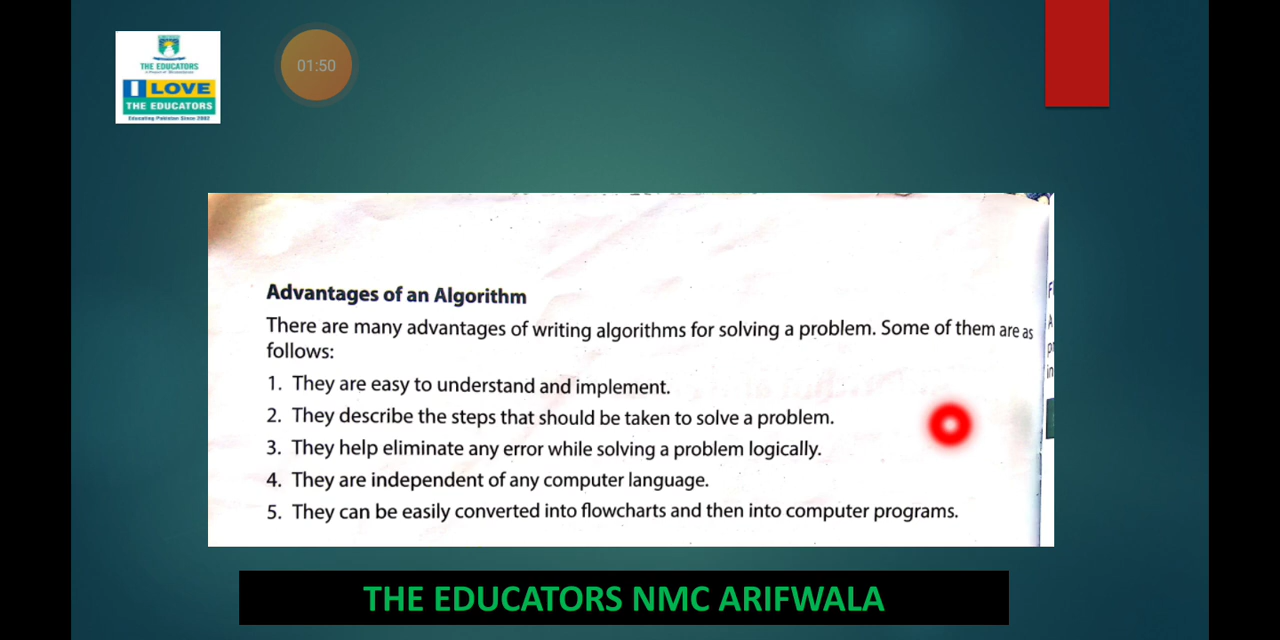 THE EDUCATORS
I LOVE
THE EDUCATORS
Educating Pakistan Since 2002
01:50
Advantages of an Algorithm
There are many advantages of writing algorithms for solving a problem. Some of them are as
follows:
1. They are easy to understand and implement.
2. They describe the steps that should be taken to solve a problem.
3. They help eliminate any error while solving a problem logically.
4. They are independent of any computer language.
5. They can be easily converted into flowcharts and then into computer programs.
THE EDUCATORS NMC ARIFWALA